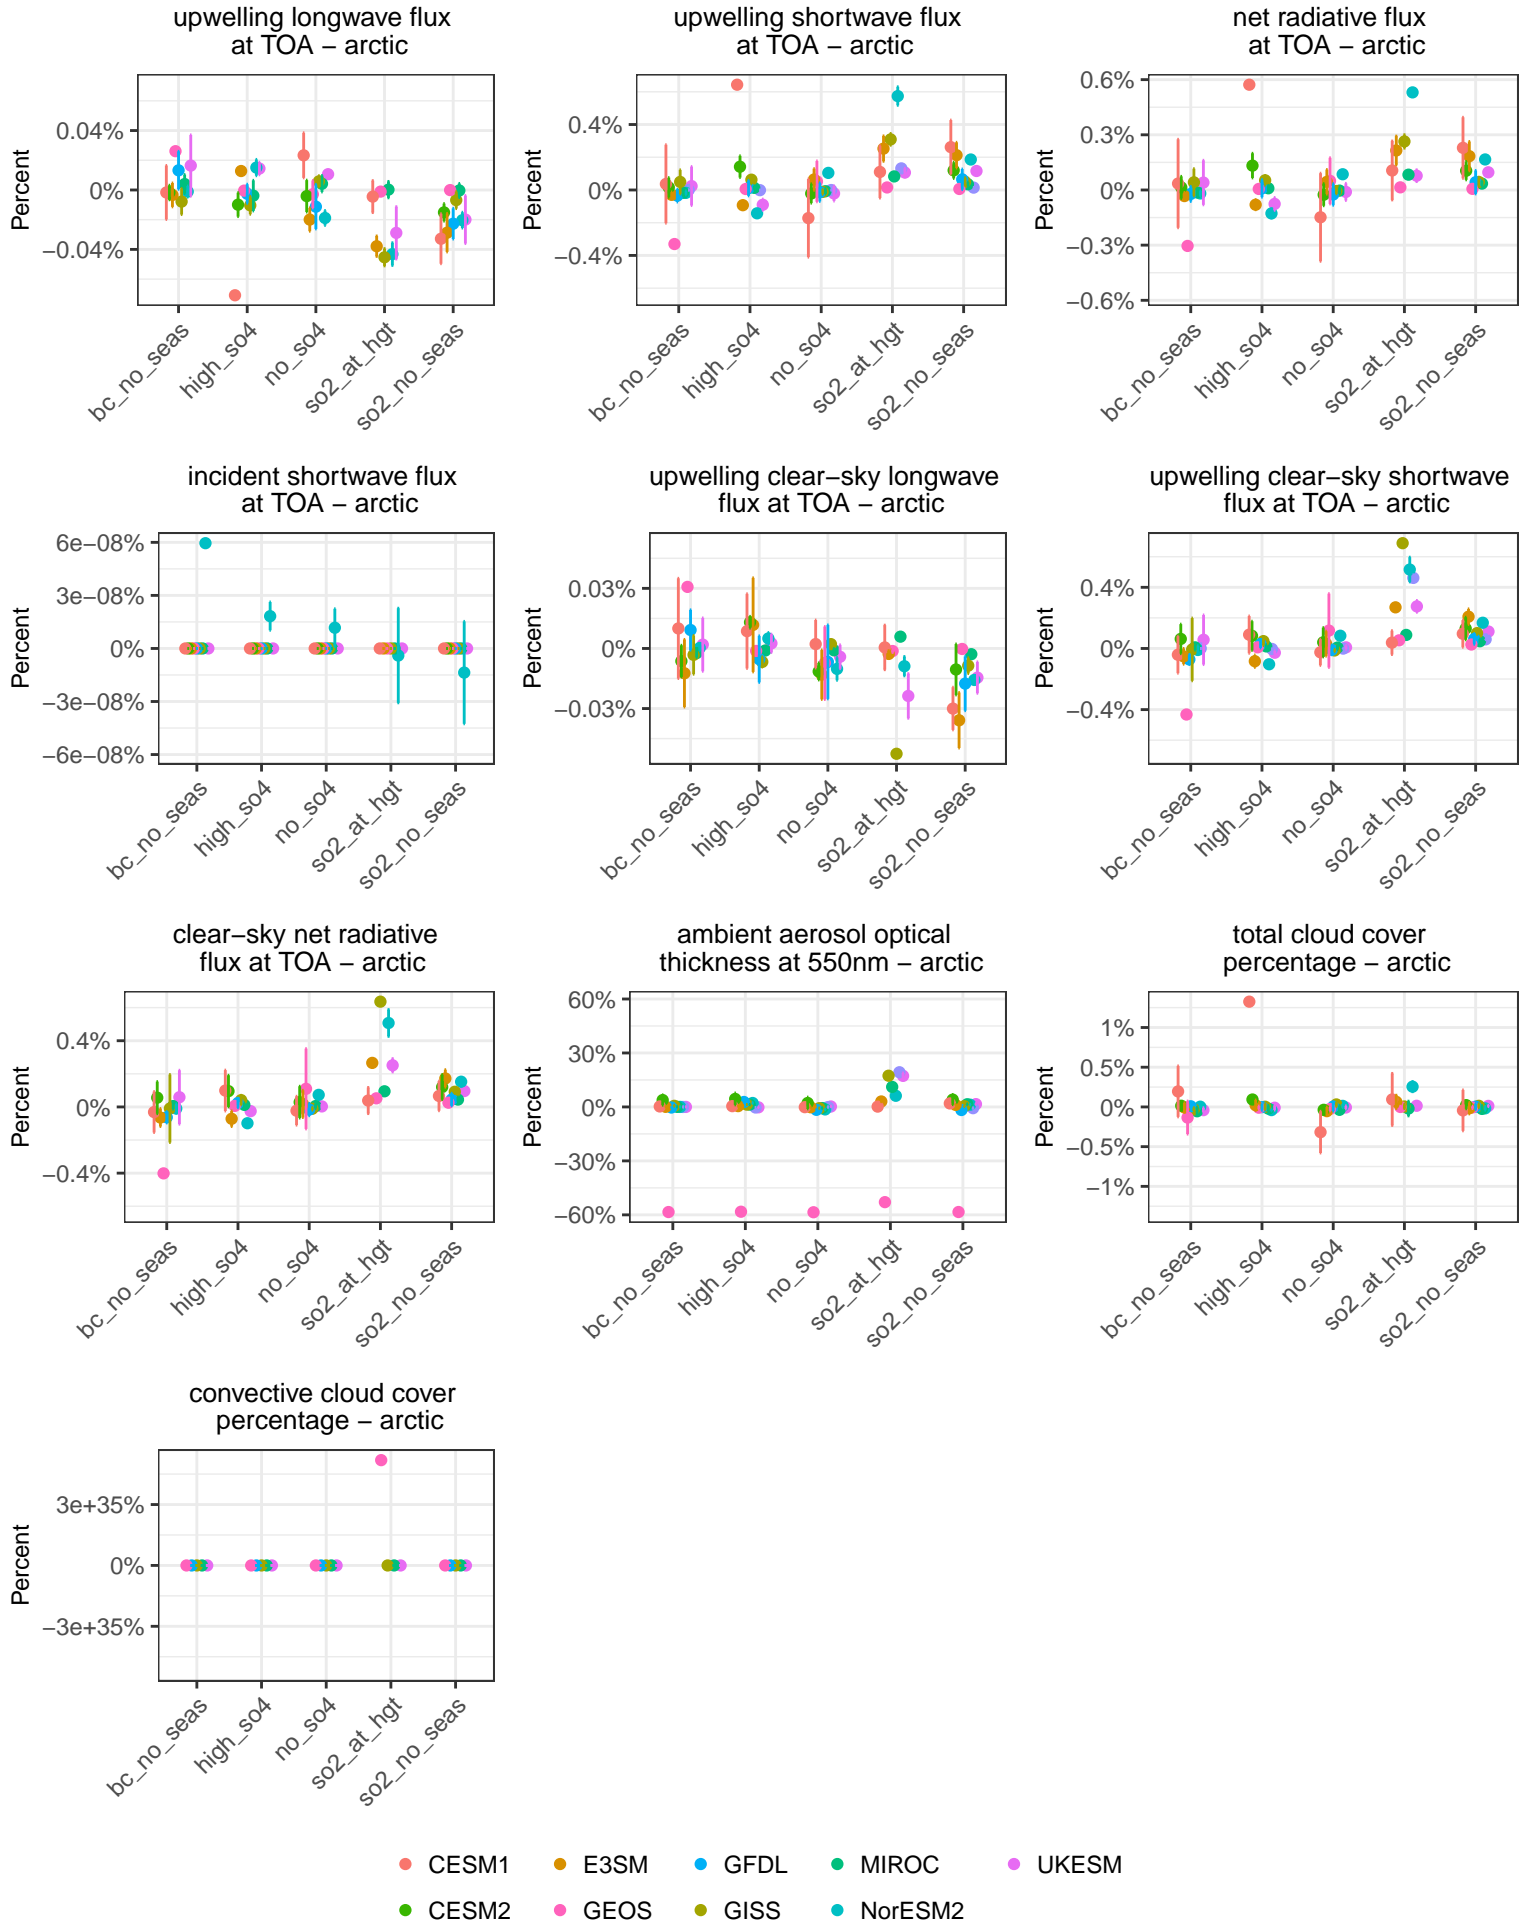 upwelling longwave flux
at TOA − arctic
Percent
0.04%
0%
−0.04%
bc_no_seas
high_so4
no_so4
so2_at_hgt
so2_no_seas
upwelling shortwave flux
at TOA − arctic
Percent
0.4%
0%
−0.4%
bc_no_seas
high_so4
no_so4
so2_at_hgt
so2_no_seas
net radiative flux
at TOA − arctic
Percent
0.6%
0.3%
0%
−0.3%
−0.6%
bc_no_seas
high_so4
no_so4
so2_at_hgt
so2_no_seas
incident shortwave flux
at TOA − arctic
Percent
6e−08%
3e−08%
0%
−3e−08%
−6e−08%
bc_no_seas
high_so4
no_so4
so2_at_hgt
so2_no_seas
upwelling clear−sky longwave
flux at TOA − arctic
Percent
0.03%
0%
−0.03%
bc_no_seas
high_so4
no_so4
so2_at_hgt
so2_no_seas
upwelling clear−sky shortwave
flux at TOA − arctic
Percent
0.4%
0%
−0.4%
bc_no_seas
high_so4
no_so4
so2_at_hgt
so2_no_seas
clear−sky net radiative
flux at TOA − arctic
Percent
0.4%
0%
−0.4%
bc_no_seas
high_so4
no_so4
so2_at_hgt
so2_no_seas
ambient aerosol optical
thickness at 550nm − arctic
Percent
60%
30%
0%
−30%
−60%
bc_no_seas
high_so4
no_so4
so2_at_hgt
so2_no_seas
total cloud cover
percentage − arctic
Percent
1%
0.5%
0%
−0.5%
−1%
bc_no_seas
high_so4
no_so4
so2_at_hgt
so2_no_seas
convective cloud cover
percentage − arctic
Percent
3e+35%
0%
−3e+35%
bc_no_seas
high_so4
no_so4
so2_at_hgt
so2_no_seas
CESM1 E3SM GFDL MIROC UKESM
CESM2 GEOS GISS NorESM2